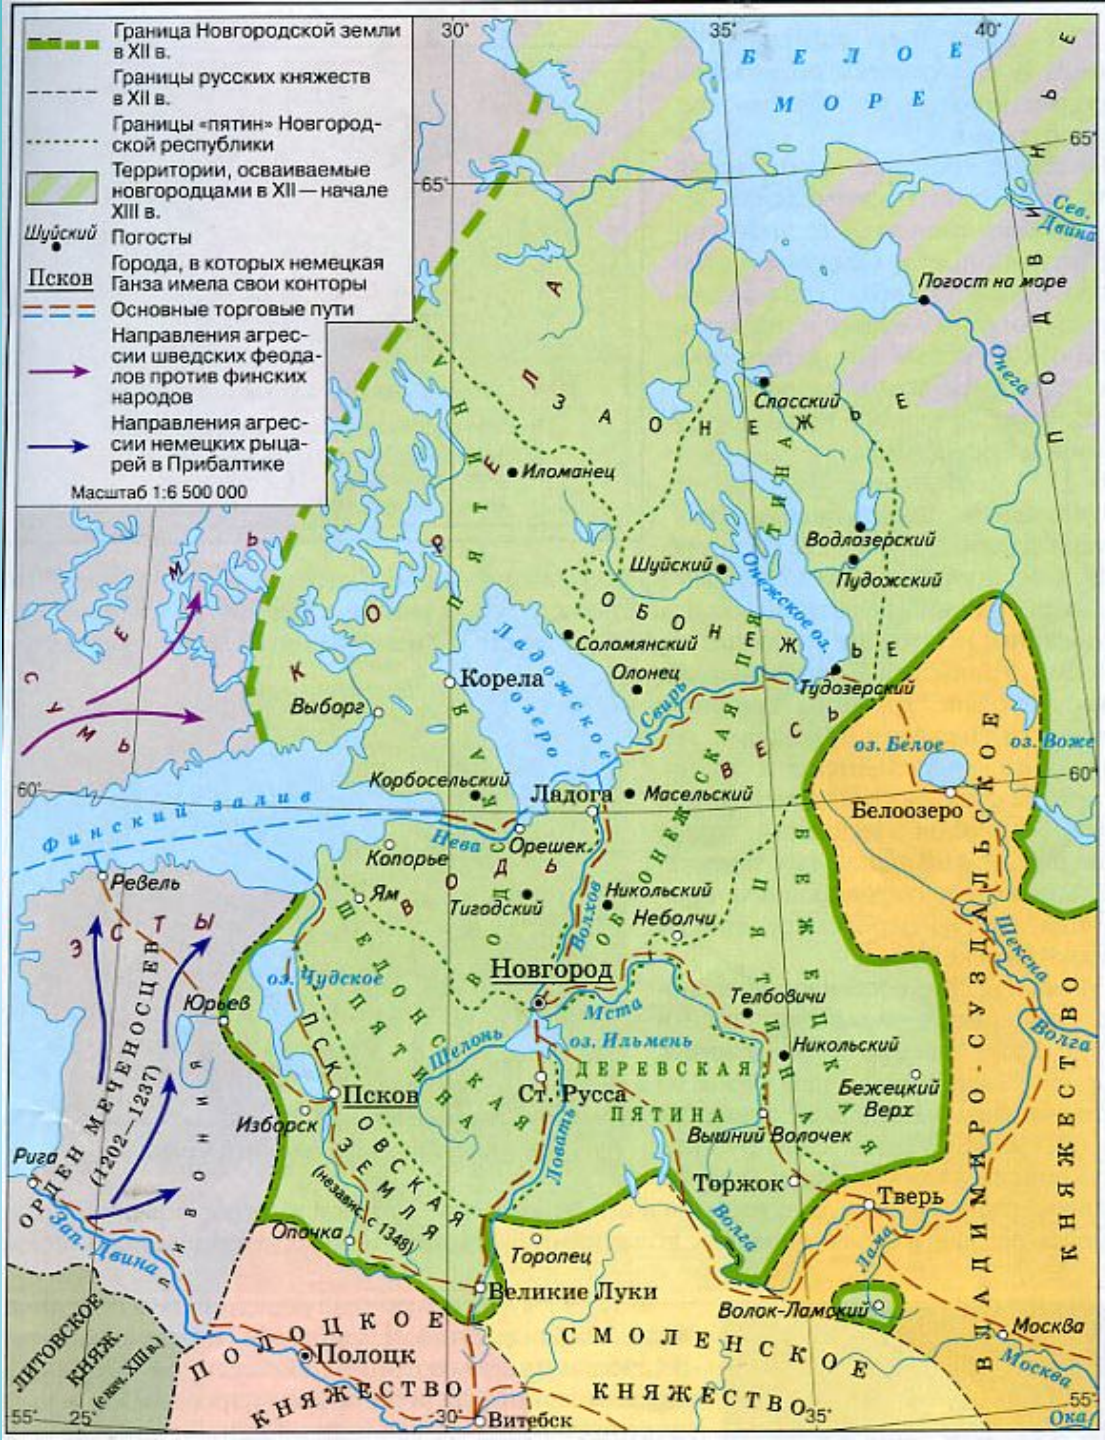 Граница Новгородской земли
в XII в.
Границы русских княжеств
в XII в.
Границы «пятин» Новгород-
ской республики
Территории, осваиваемые
новгородцами в XII — начале
XIII в.
Шуйский
Погосты
Псков
Города, в которых немецкая
Ганза имела свои конторы
Основные торговые пути
Направления агрес-
сии шведских феода-
лов против финских
народов
Направления агрес-
сии немецких рыца-
рей в Прибалтике
Масштаб 1:6 500 000
30°
35°
40°
БЕЛОЕ
МОРЕ
65°
65°
Сев.
Двина
ПОДВИНЬЕ
Погост на море
Онега
Спасский
ЗАОНЕЖЬЕ
КОРЕЛА
Иломанец
Водлозерский
Пудожский
Шуйский
Онежское оз.
ОБОНЕЖЬЕ
Соломянский
Олонец
Тудозерский
Свирь
Ладожское
озеро
Корела
Выборг
СУМЬ
ЕМЬ
ВЕСЬ
оз. Белое
оз. Воже
60°
60°
Белоозеро
Корбосельский
Ладога
Масельский
Финский залив
Нева
Орешек
Копорье
Ям
ВОДЬ
Тигодский
Никольский
Неболчи
Волхов
Ревель
ЭСТЫ
ВОДСКАЯ ПЯТИНА
ОБОНЕЖСКАЯ ПЯТИНА
БЕЖЕЦКАЯ
ПЯТИНА
ШЕЛОНСКАЯ
ПЯТИНА
Шексна
Волга
оз. Чудское
Новгород
Мста
Телбовичи
Юрьев
Шелонь
оз. Ильмень
Никольский
ДЕРЕВСКАЯ
ПЯТИНА
Бежецкий
Верх
Ст. Русса
Псков
Изборск
ПСКОВСКАЯ
ЗЕМЛЯ
(независ. с 1348)
Вышний Волочек
Ловать
Торжок
Тверь
Рига
ОРДЕН МЕЧЕНОСЦЕВ
(1202—1237)
ЛИВОНИЯ
Зап. Двина
Опочка
Торопец
Волга
Лама
Великие Луки
Волок-Ламский
ВЛАДИМИРО-СУЗДАЛЬСКОЕ
КНЯЖЕСТВО
ЛИТОВСКОЕ
КНЯЖ.
(с нач. XIII в.)
ПОЛОЦКОЕ
КНЯЖЕСТВО
Полоцк
СМОЛЕНСКОЕ
КНЯЖЕСТВО
Москва
Москва
Витебск
55°
25°
30°
35°
55°
Ока